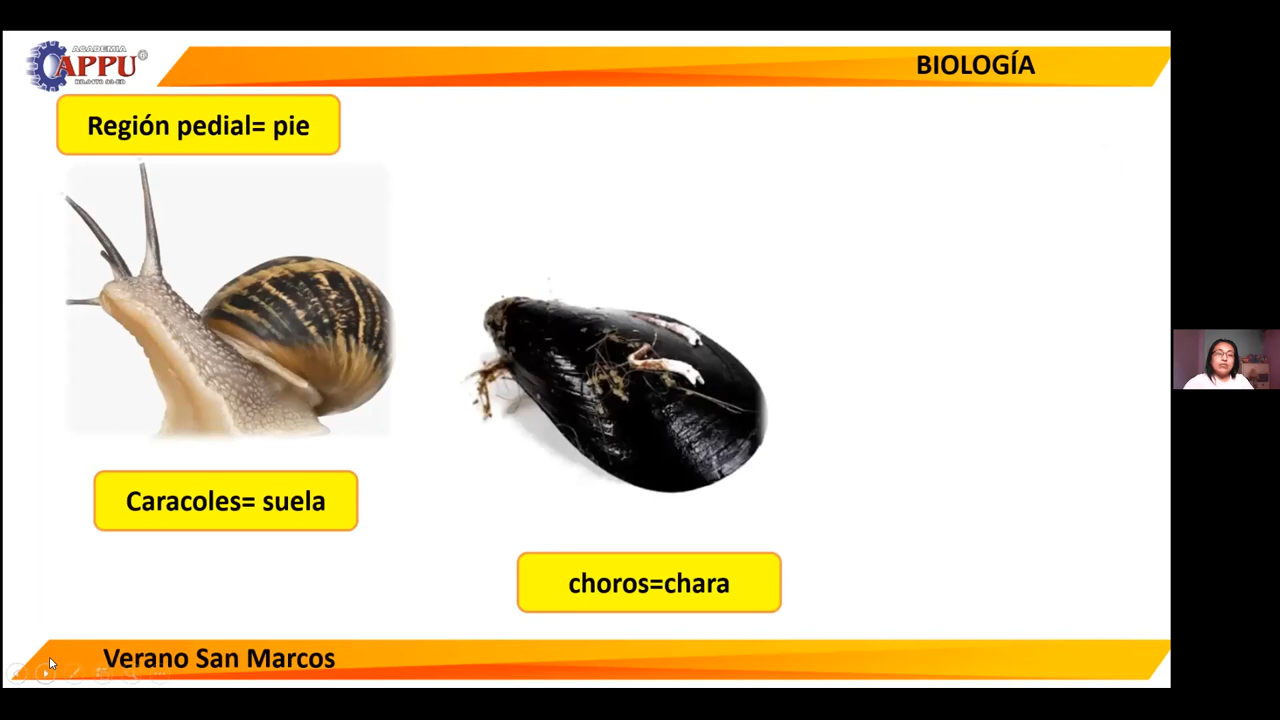 ACADEMIA
APPU
BIOLOGÍA
Región pedial= pie
Caracoles= suela
choros=chara
Verano San Marcos